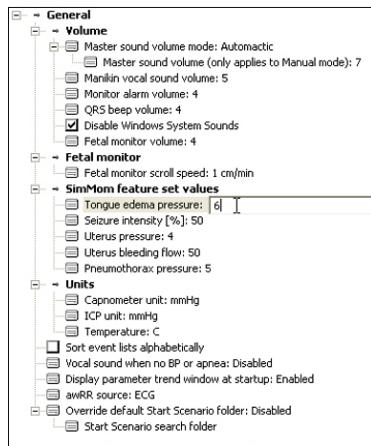 General
Volume
Master sound volume mode: Automactic
Master sound volume (only applies to Manual mode): 7
Manikin vocal sound volume: 5
Monitor alarm volume: 4
QRS beep volume: 4
Disable Windows System Sounds
Fetal monitor volume: 4
Fetal monitor
Fetal monitor scroll speed: 1 cm/min
SimMom feature set values
Tongue edema pressure: 6
Seizure intensity [%]: 50
Uterus pressure: 4
Uterus bleeding flow: 50
Pneumothorax pressure: 5
Units
Capnometer unit: mmHg
ICP unit: mmHg
Temperature: C
Sort event lists alphabetically
Vocal sound when no BP or apnea: Disabled
Display parameter trend window at startup: Enabled
awRR source: ECG
Override default Start Scenario folder: Disabled
Start Scenario search folder